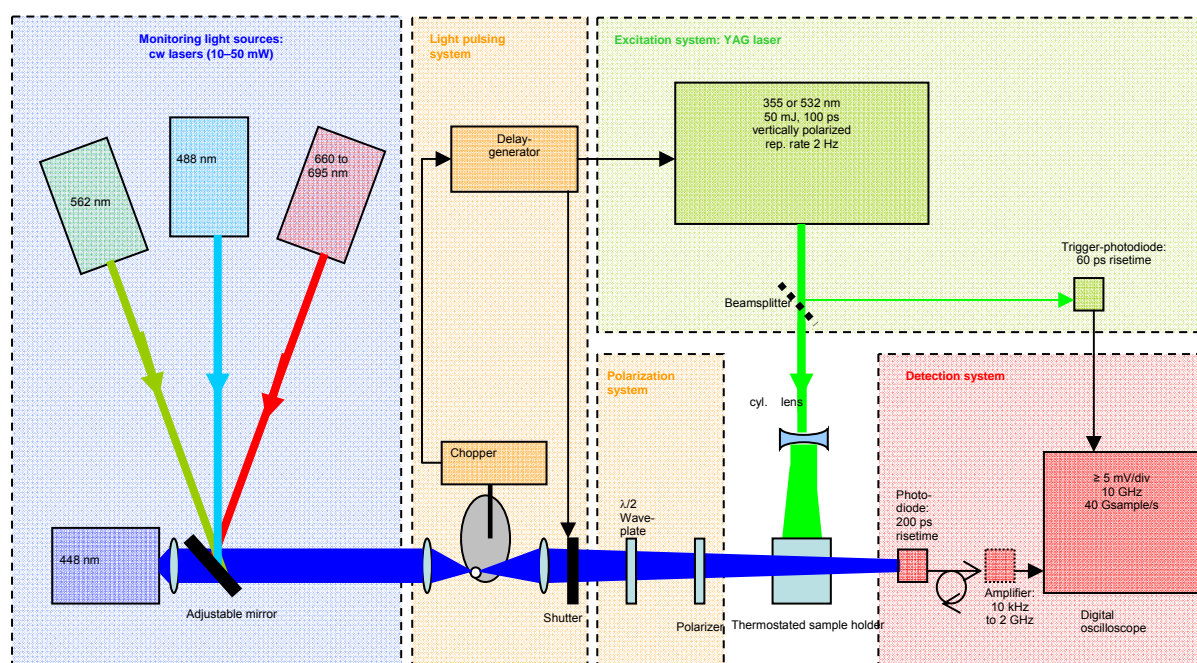 Monitoring light sources:
cw lasers (10–50 mW)
Light pulsing
system
Excitation system: YAG laser
562 nm
488 nm
660 to
695 nm
Delay-
generator
355 or 532 nm
50 mJ, 100 ps
vertically polarized
rep. rate 2 Hz
Trigger-photodiode:
60 ps risetime
Beamsplitter
Polarization
system
cyl. lens
Detection system
Chopper
λ/2
Wave-
plate
Photo-
diode:
200 ps
risetime
≥ 5 mV/div
10 GHz
40 Gsample/s
448 nm
Adjustable mirror
Shutter
Polarizer
Thermostated sample holder
Amplifier:
10 kHz
to 2 GHz
Digital
oscilloscope